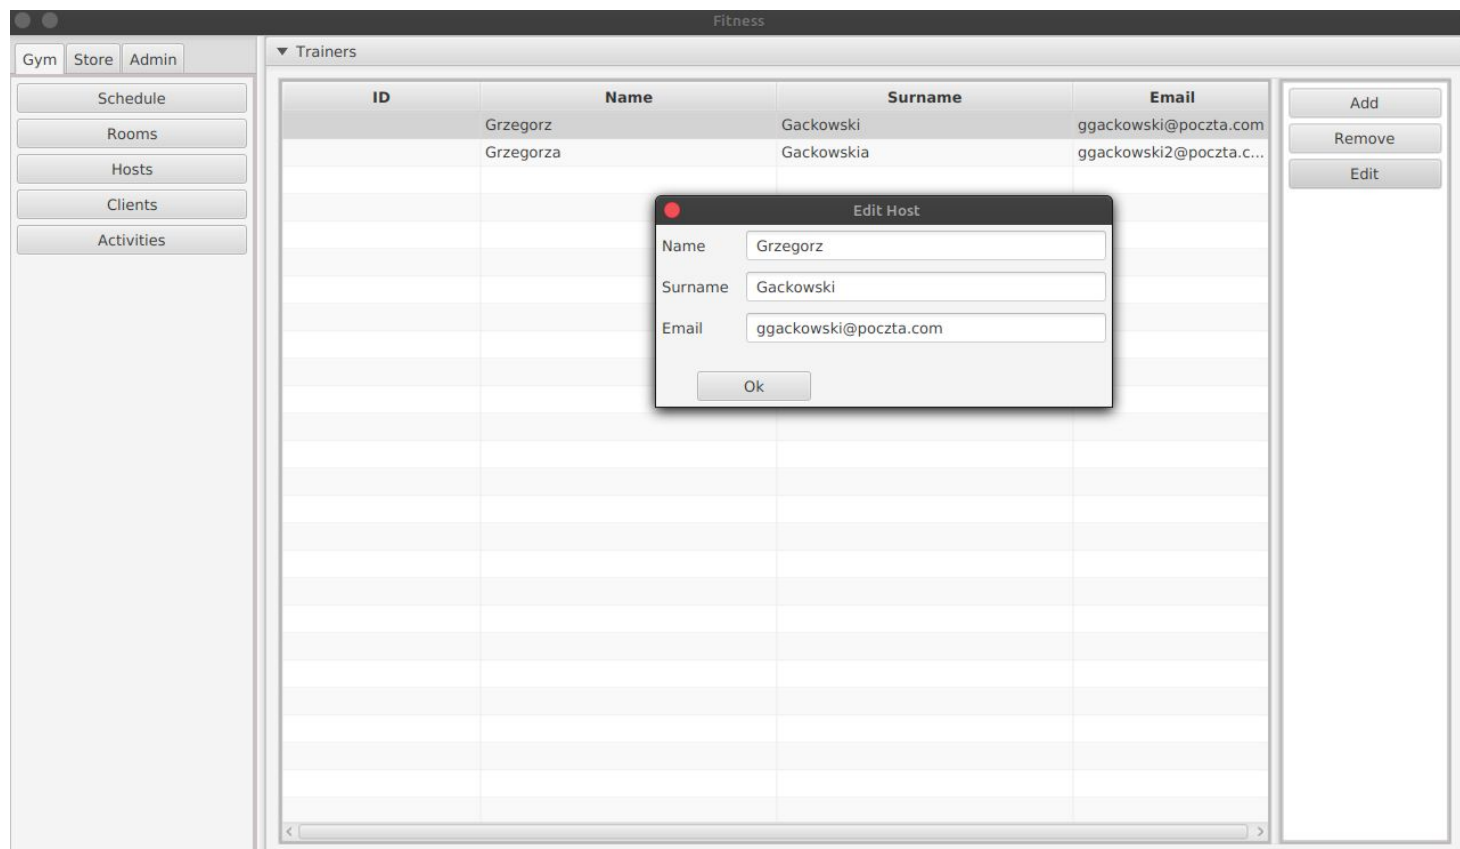 Fitness
Gym Store Admin
Schedule
Rooms
Hosts
Clients
Activities
Trainers
ID Name Surname Email
Grzegorz Gackowski ggackowski@poczta.com
Grzegorza Gackowskia ggackowski2@poczta.c...
Add
Remove
Edit
Edit Host
Name Grzegorz
Surname Gackowski
Email ggackowski@poczta.com
Ok